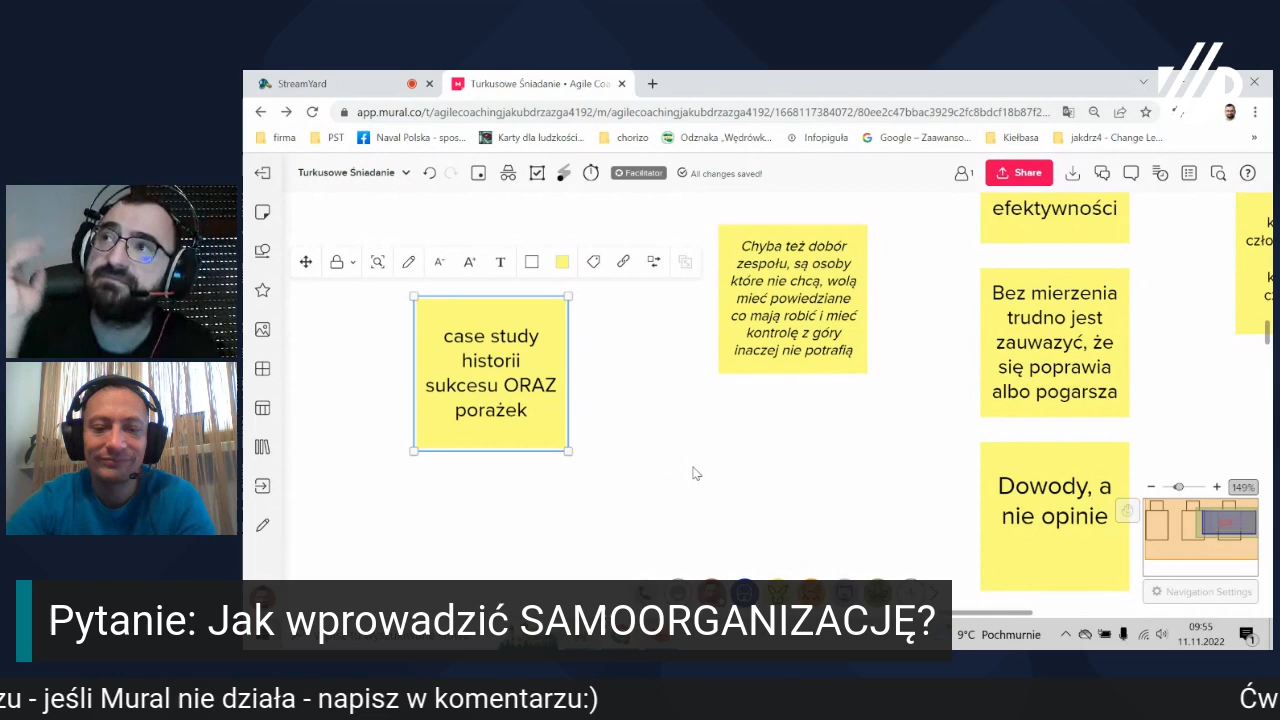 StreamYard
Turkusowe Śniadanie • Agile Coa
app.mural.co/t/agilecoachingjakubdrzazga4192/m/agilecoachingjakubdrzazga4192/1668117384072/80ee2c47bbac3929c2fc8bdcf18b87f2...
firma
PST
Naval Polska - spos...
Karty dla ludzkości...
chorizo
Odznaka „Wędrówk...
Infopiguła
Google – Zaawanso...
Kiełbasa
jakdrz4 - Change Le...
»
Turkusowe Śniadanie
Facilitator
All changes saved!
1
Share
case study
historii
sukcesu ORAZ
porażek
Chyba też dobór
zespołu, są osoby
które nie chcą, wolą
mieć powiedziane
co mają robić i mieć
kontrolę z góry
inaczej nie potrafią
efektywności
Bez mierzenia
trudno jest
zauwazyć, że
się poprawia
albo pogarsza
Dowody, a
nie opinie
149%
Navigation Settings
Pytanie: Jak wprowadzić SAMOORGANIZACJĘ?
9°C Pochmurnie
09:55
11.11.2022
1
zu - jeśli Mural nie działa - napisz w komentarzu:)
Ćw